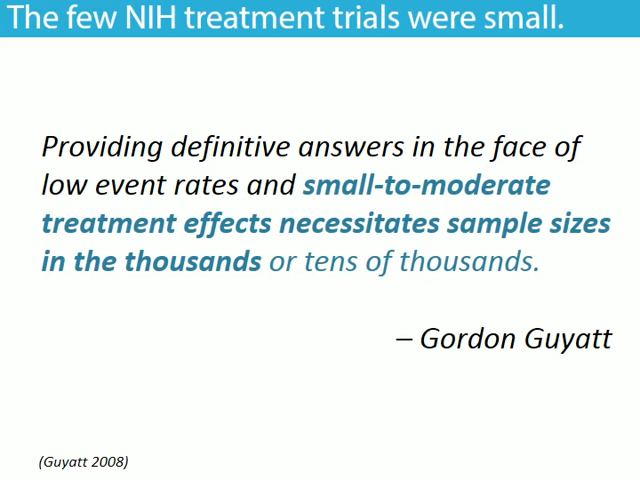 The few NIH treatment trials were small.
Providing definitive answers in the face of
low event rates and small-to-moderate
treatment effects necessitates sample sizes
in the thousands or tens of thousands.
– Gordon Guyatt
(Guyatt 2008)